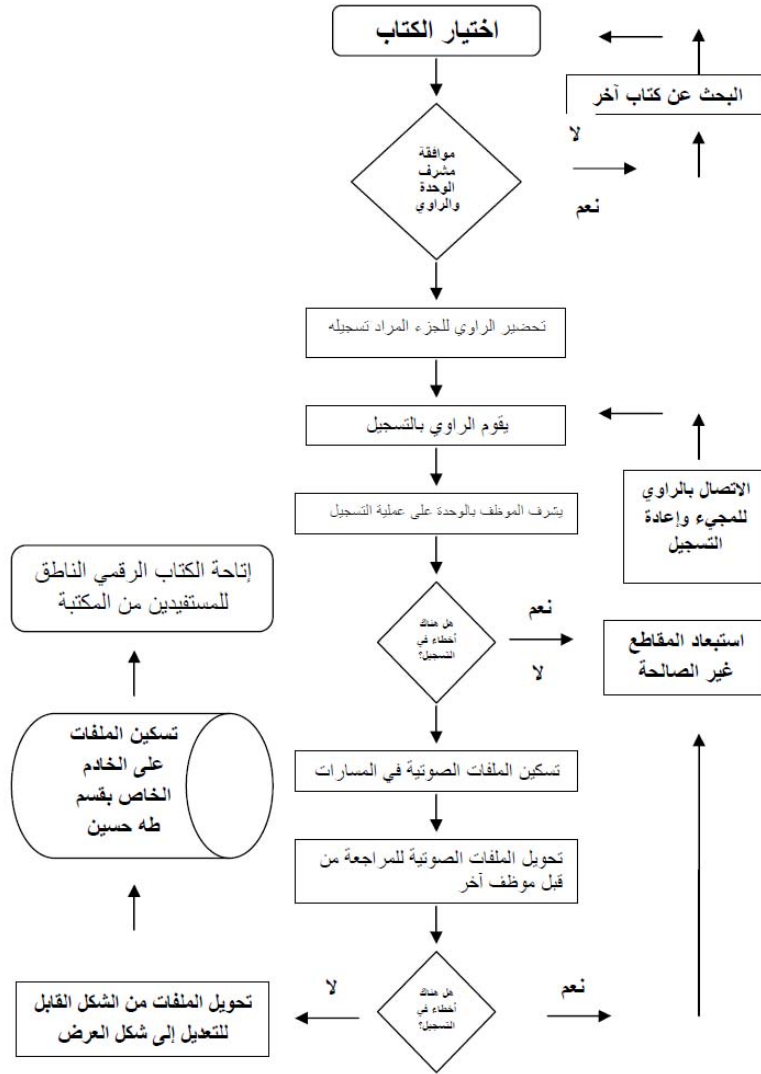 اختيار الكتاب
البحث عن كتاب آخر
موافقة
مشرف
الوحدة
والراوي
لا
نعم
تحضير الراوي للجزء المراد تسجيله
يقوم الراوي بالتسجيل
يشرف الموظف بالوحدة على عملية التسجيل
الاتصال بالراوي
للمجيء وإعادة
التسجيل
هل هناك
أخطاء في
التسجيل؟
نعم
لا
استبعاد المقاطع
غير الصالحة
إتاحة الكتاب الرقمي الناطق
للمستفيدين من المكتبة
تسكين الملفات الصوتية في المسارات
تسكين الملفات
على الخادم
الخاص بقسم
طه حسين
تحويل الملفات الصوتية للمراجعة من
قبل موظف آخر
هل هناك
أخطاء في
التسجيل؟
نعم
لا
تحويل الملفات من الشكل القابل
للتعديل إلى شكل العرض